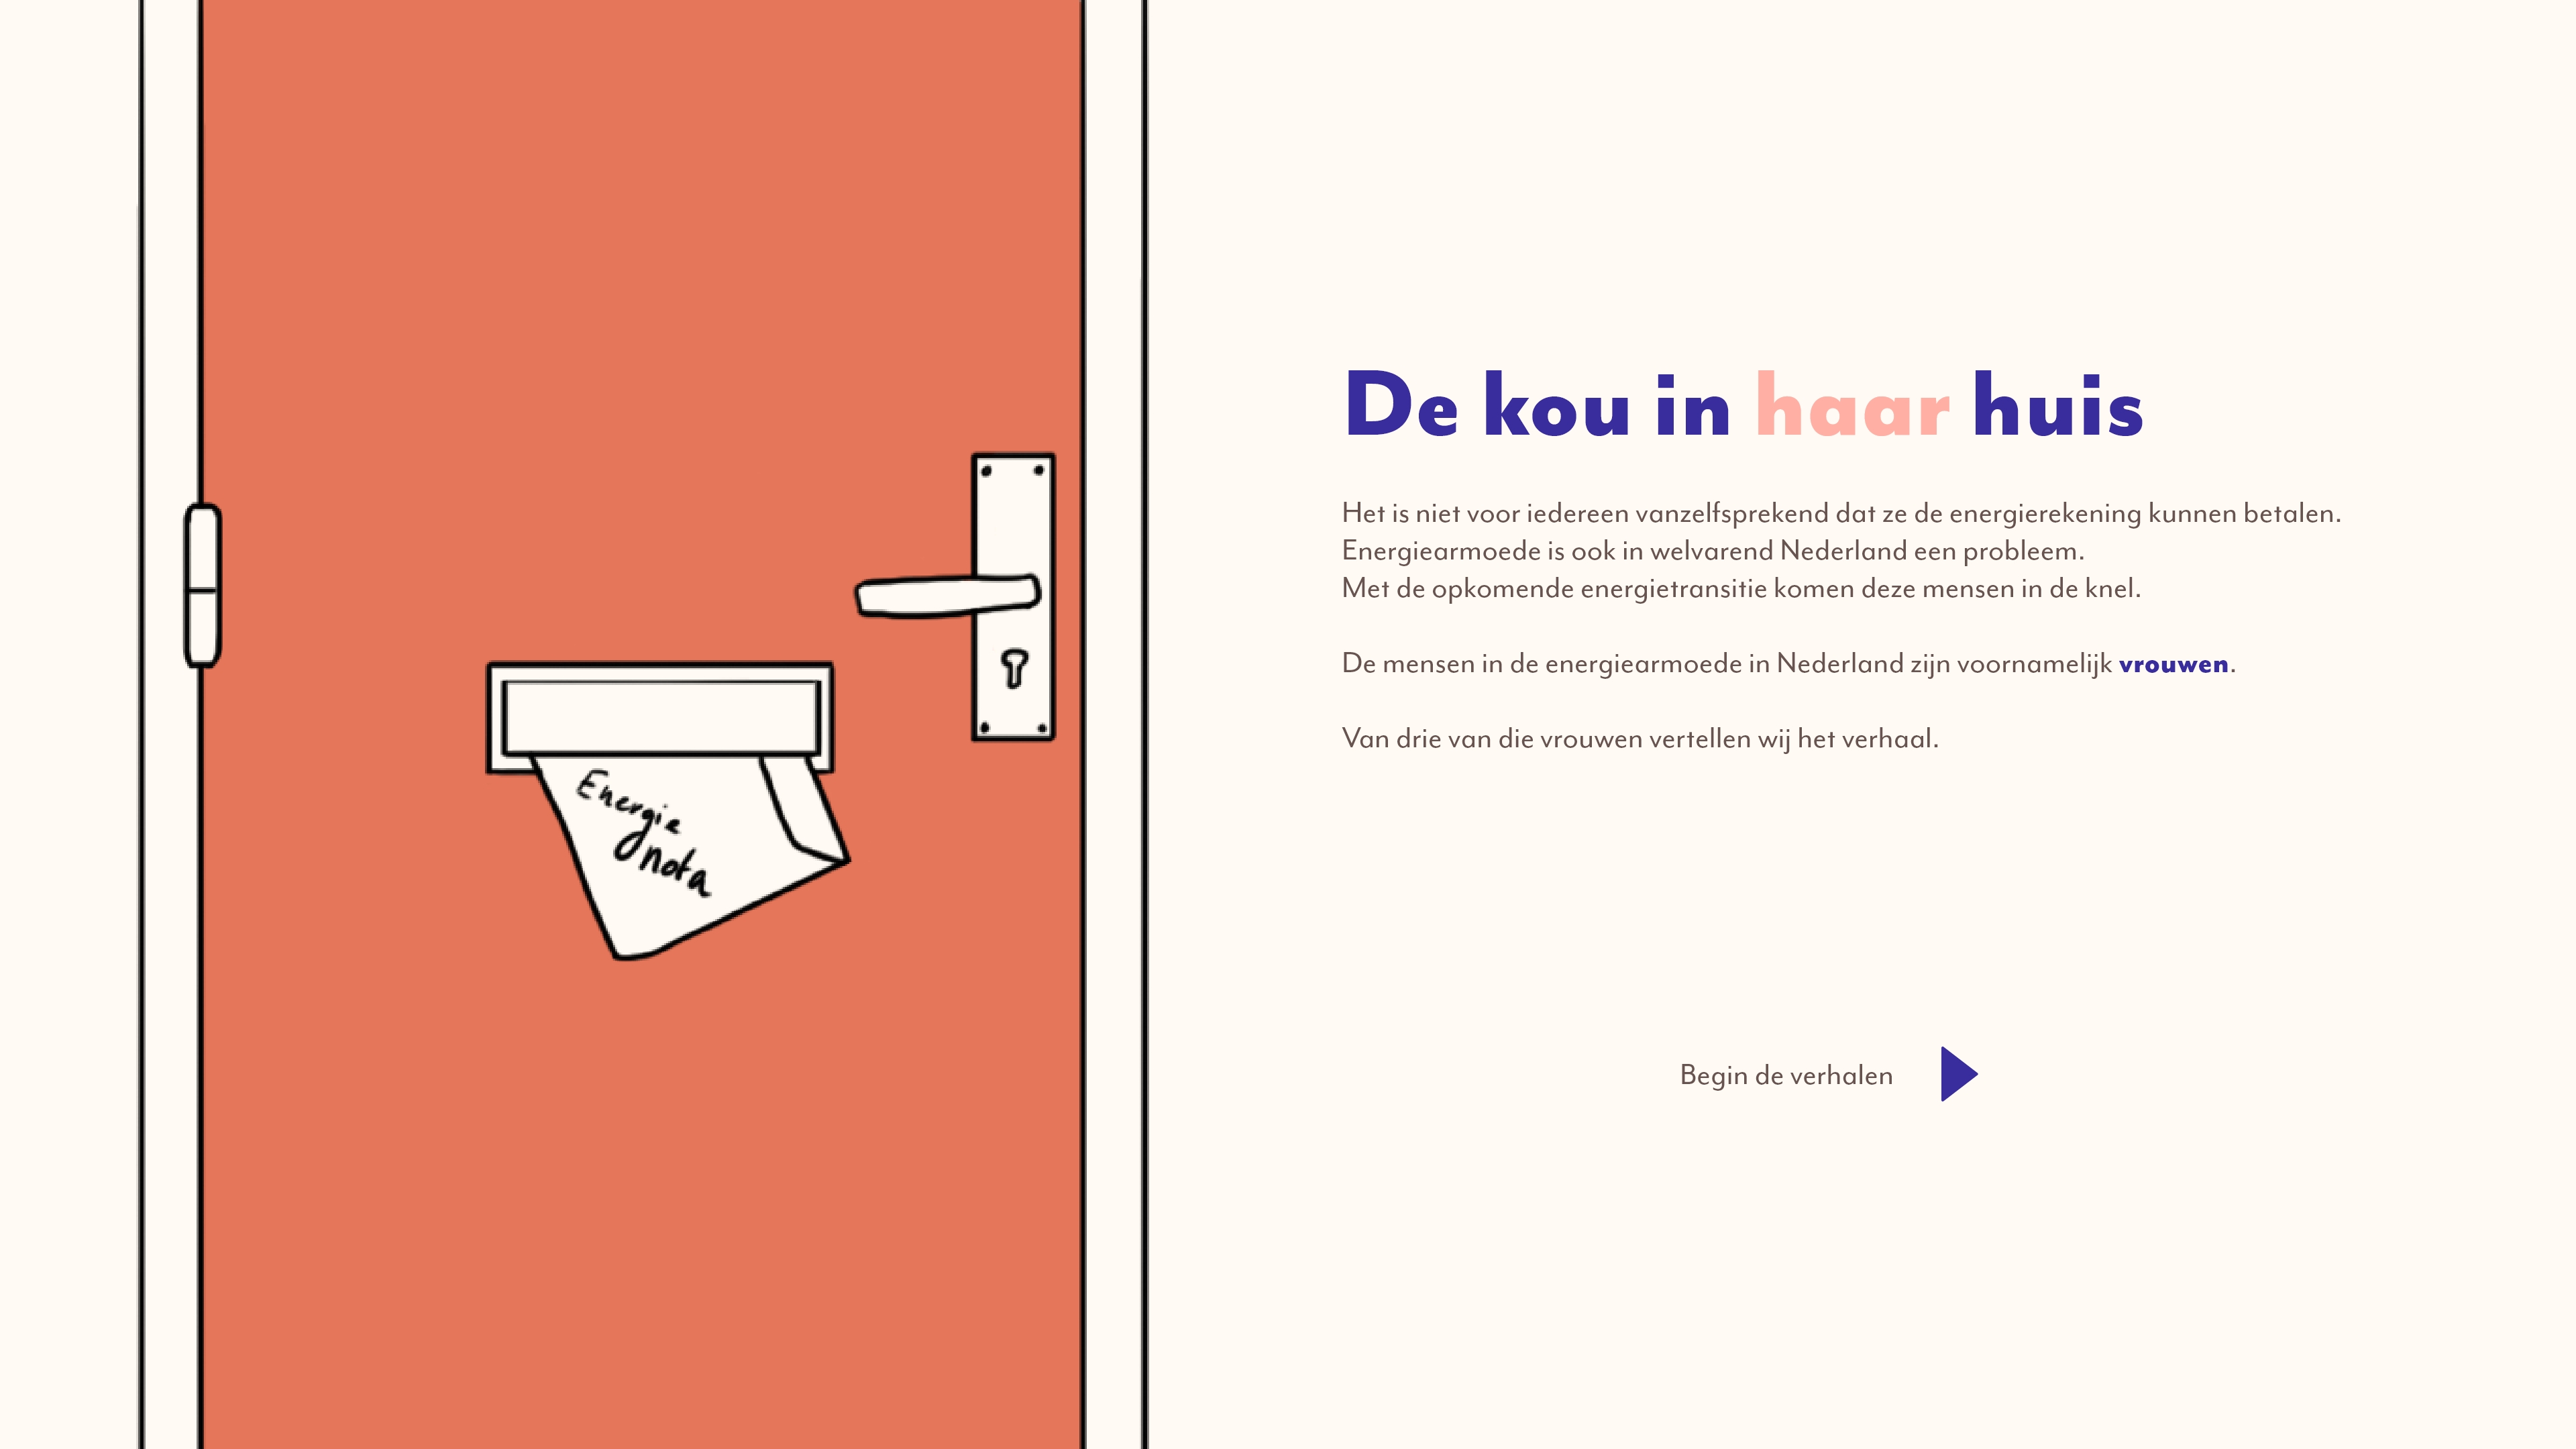 De kou in haar huis
Het is niet voor iedereen vanzelfsprekend dat ze de energierekening kunnen betalen.
Energiearmoede is ook in welvarend Nederland een probleem.
Met de opkomende energietransitie komen deze mensen in de knel.
De mensen in de energiearmoede in Nederland zijn voornamelijk vrouwen.
Van drie van die vrouwen vertellen wij het verhaal.
Energie
nota
Begin de verhalen